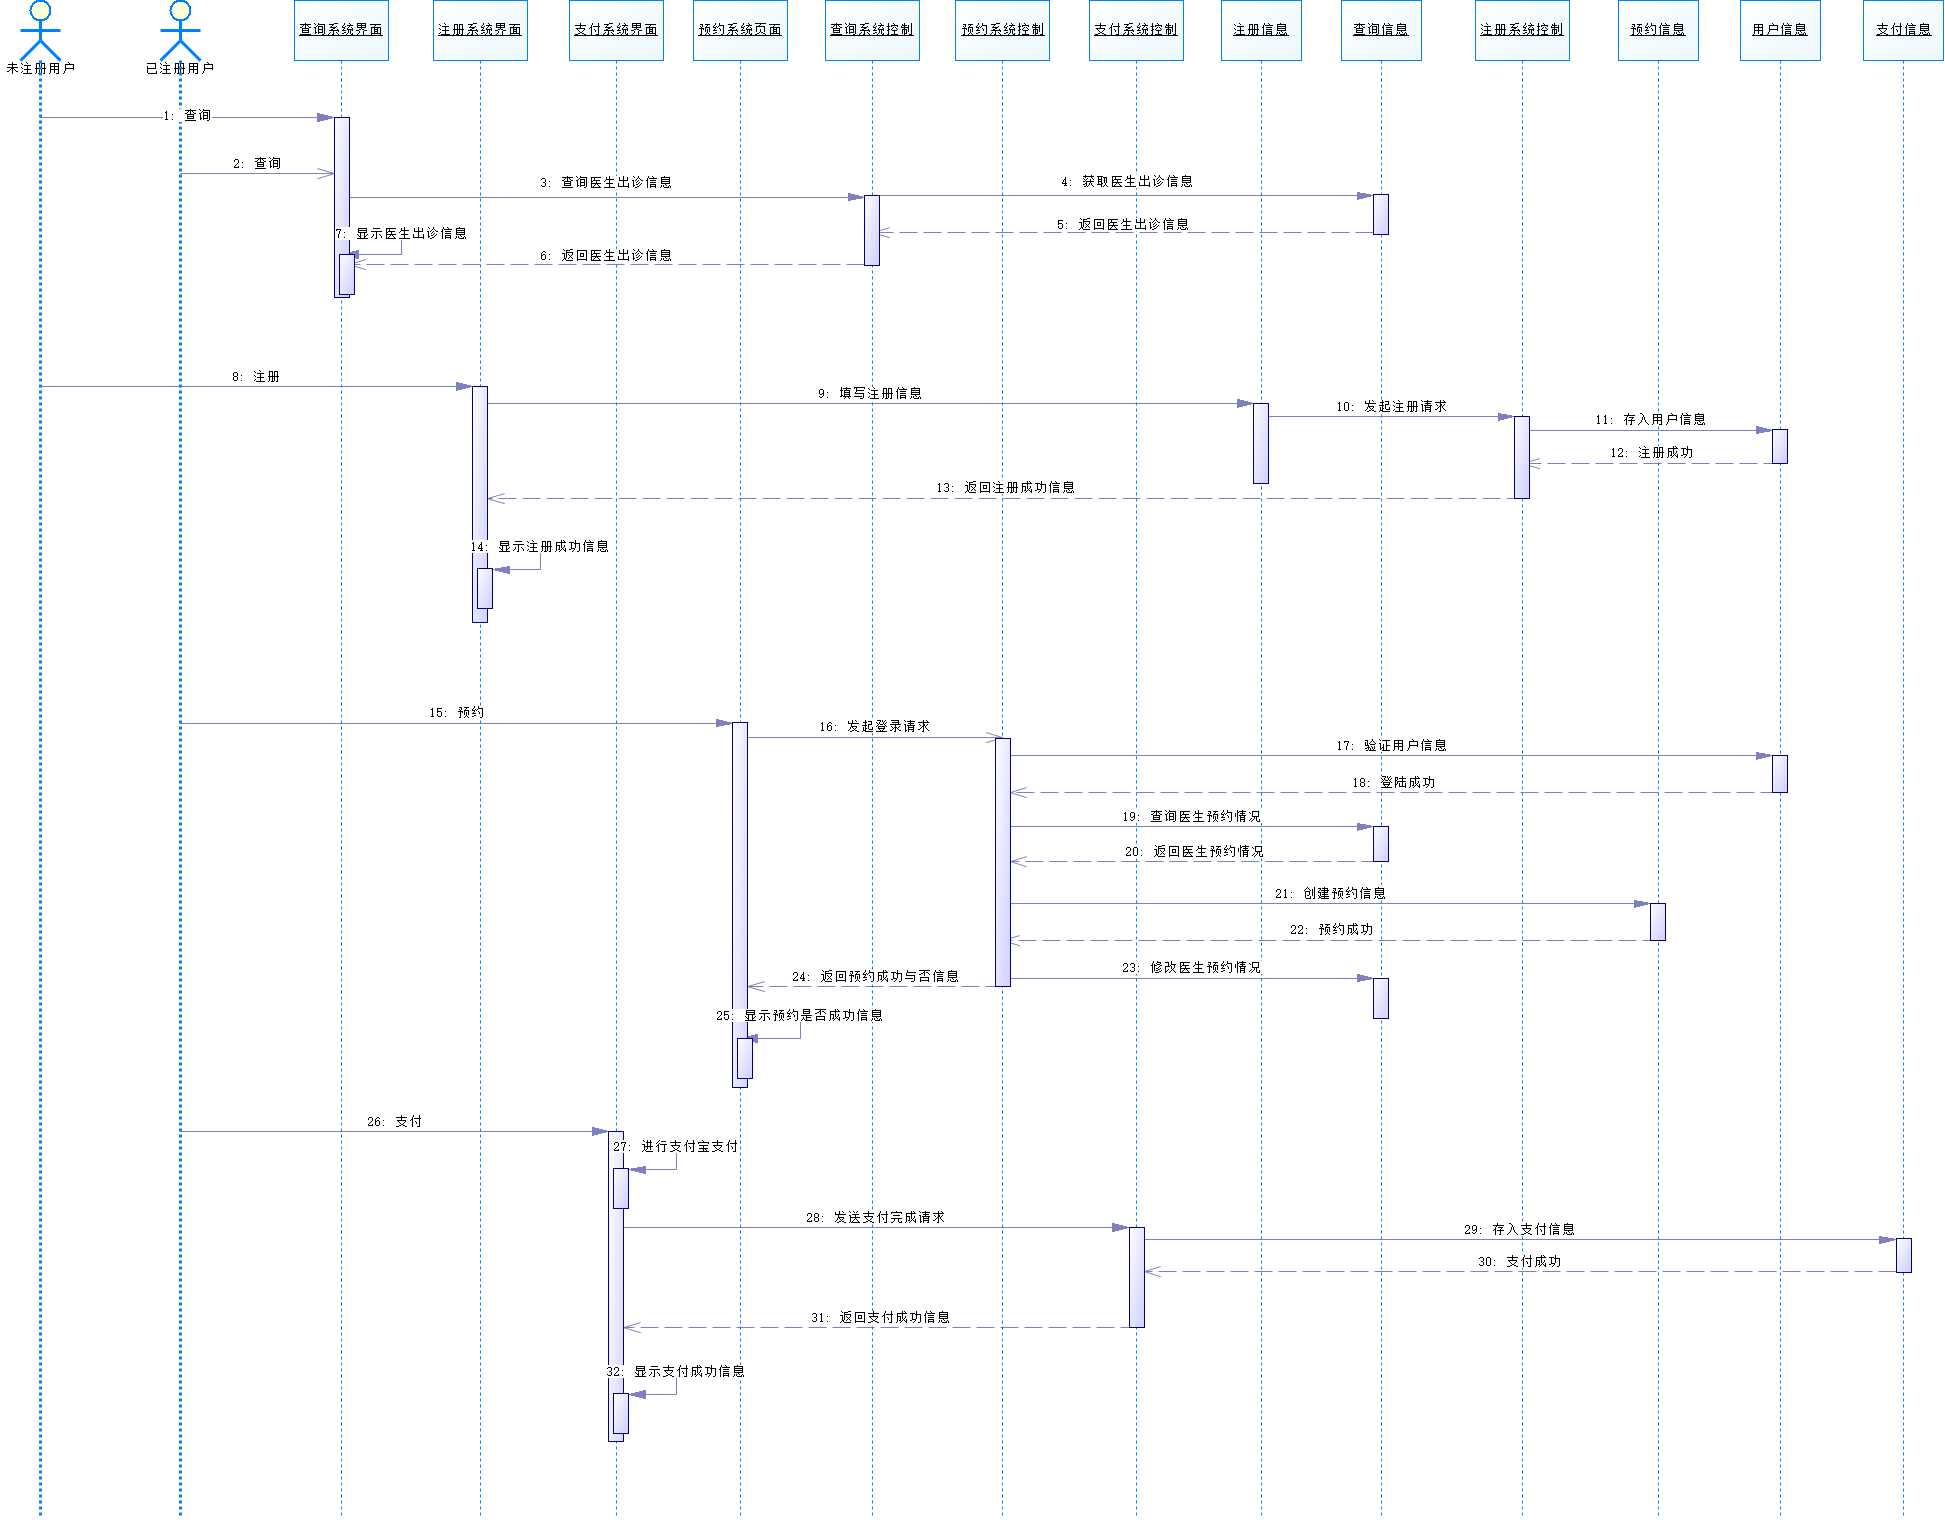 未注册用户
已注册用户
查询系统界面
注册系统界面
支付系统界面
预约系统页面
查询系统控制
预约系统控制
支付系统控制
注册信息
查询信息
注册系统控制
预约信息
用户信息
支付信息
1: 查询
2: 查询
3: 查询医生出诊信息
4: 获取医生出诊信息
5: 返回医生出诊信息
7: 显示医生出诊信息
6: 返回医生出诊信息
8: 注册
9: 填写注册信息
10: 发起注册请求
11: 存入用户信息
12: 注册成功
13: 返回注册成功信息
14: 显示注册成功信息
15: 预约
16: 发起登录请求
17: 验证用户信息
18: 登陆成功
19: 查询医生预约情况
20: 返回医生预约情况
21: 创建预约信息
22: 预约成功
24: 返回预约成功与否信息
23: 修改医生预约情况
25: 显示预约是否成功信息
26: 支付
27: 进行支付宝支付
28: 发送支付完成请求
29: 存入支付信息
30: 支付成功
31: 返回支付成功信息
32: 显示支付成功信息